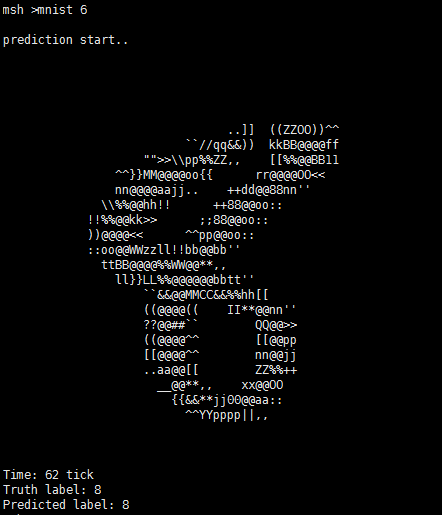 msh >mnist 6
prediction start..
..]]  ((ZZOO))^^
``//qq&&))  kkBB@@@@ff
"">>\\pp%%ZZ,,    [[%%@@BB11
^^}}MM@@@@oo{{      rr@@@@OO<<
nn@@@@aajj..    ++dd@@88nn''
\\%%@@hh!!      ++88@@oo::
!!%%@@kk>>      ;;88@@oo::
))@@@@<<      ^^pp@@oo::
::oo@@WWzzll!!bb@@bb''
ttBB@@@@%%WW@@**,,
ll}}LL%%@@@@@@bbtt''
``&&@@MMCC&&%%hh[[
((@@@@((    II**@@nn''
??@@##``        QQ@@>>
((@@@@^^        [[@@pp
[[@@@@^^        nn@@jj
..aa@@[[        ZZ%%++
__@@**,,    xx@@OO
{{&&**jj00@@aa::
^^YYpppp||,,
Time: 62 tick
Truth label: 8
Predicted label: 8